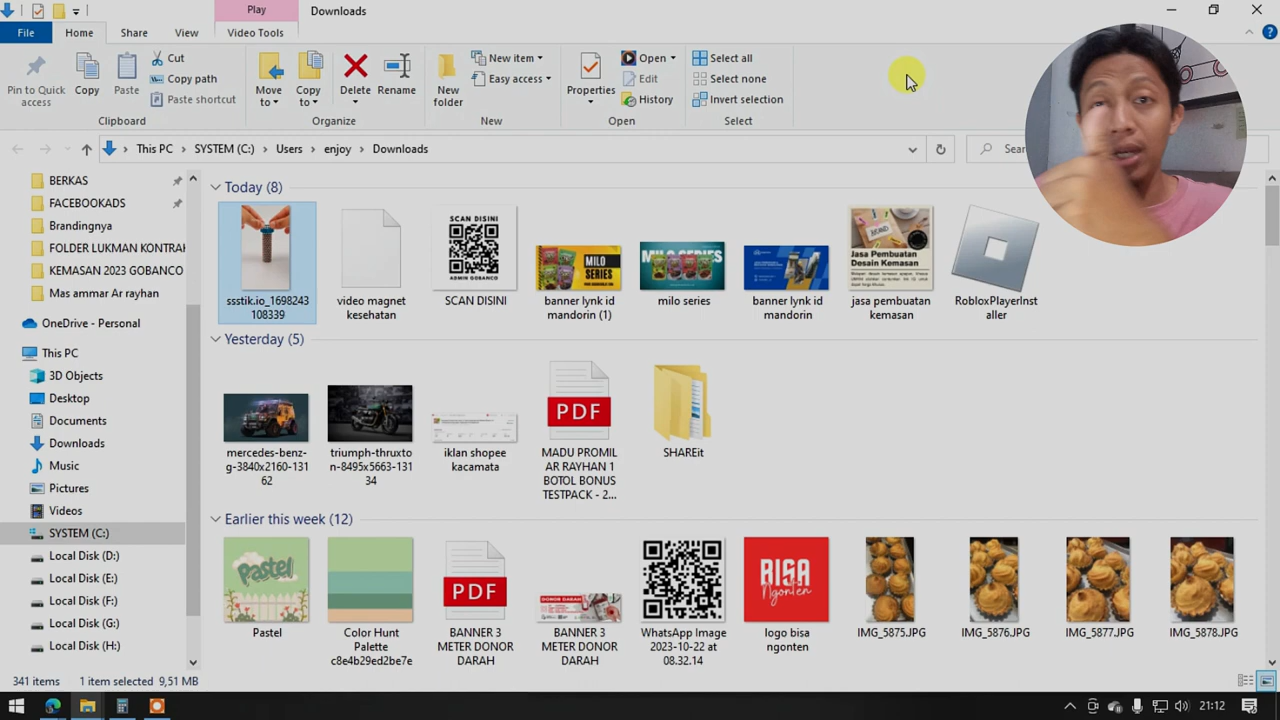 Play
Downloads
File
Home
Share
View
Video Tools
Pin to Quick
access
Copy
Paste
Cut
Copy path
Paste shortcut
Clipboard
Move
to
Copy
to
Delete
Rename
Organize
New
folder
New item
Easy access
New
Properties
Open
Edit
History
Open
Select all
Select none
Invert selection
Select
This PC
SYSTEM (C:)
Users
enjoy
Downloads
BERKAS
FACEBOOKADS
Brandingnya
FOLDER LUKMAN KONTRAK
KEMASAN 2023 GOBANCO
Mas ammar Ar rayhan
OneDrive - Personal
This PC
3D Objects
Desktop
Documents
Downloads
Music
Pictures
Videos
SYSTEM (C:)
Local Disk (D:)
Local Disk (E:)
Local Disk (F:)
Local Disk (G:)
Local Disk (H:)
Today (8)
ssstik.io_1698243
108339
video magnet
kesehatan
SCAN DISINI
ADMIN GOBANCO
SCAN DISINI
MILO
SERIES
banner lynk id
mandorin (1)
MILO SERIES
milo series
banner lynk id
mandorin
Jasa Pembuatan
Desain Kemasan
jasa pembuatan
kemasan
RobloxPlayerInst
aller
Yesterday (5)
mercedes-benz-
g-3840x2160-131
62
triumph-thruxto
n-8495x5663-131
34
iklan shopee
kacamata
PDF
MADU PROMIL
AR RAYHAN 1
BOTOL BONUS
TESTPACK - 2...
SHAREit
Earlier this week (12)
Pastel
Pastel
Color Hunt
Palette
c8e4b29ed2be7e
PDF
BANNER 3
METER DONOR
DARAH
DONOR
DARAH
BANNER 3
METER DONOR
DARAH
WhatsApp Image
2023-10-22 at
08.32.14
BISA
Ngonten
logo bisa
ngonten
IMG_5875.JPG
IMG_5876.JPG
IMG_5877.JPG
IMG_5878.JPG
341 items
1 item selected 9,51 MB
21:12